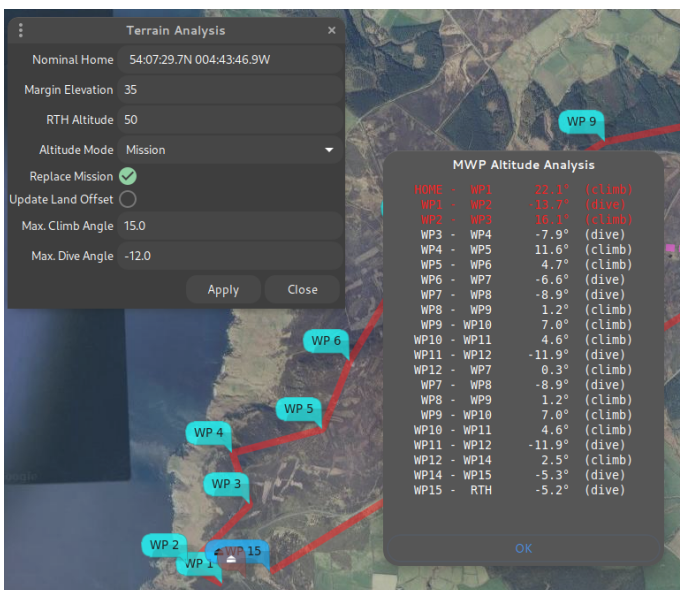 Terrain Analysis
×
Nominal Home 54:07:29.7N 004:43:46.9W
Margin Elevation 35
RTH Altitude 50
Altitude Mode Mission
Replace Mission
Update Land Offset
Max. Climb Angle 15.0
Max. Dive Angle -12.0
Apply Close
WP 9
MWP Altitude Analysis
HOME - WP1 22.1° (climb)
WP1 - WP2 -13.7° (dive)
WP2 - WP3 16.1° (climb)
WP3 - WP4 -7.9° (dive)
WP4 - WP5 11.6° (climb)
WP5 - WP6 4.7° (climb)
WP6 - WP7 -6.6° (dive)
WP7 - WP8 -8.9° (dive)
WP8 - WP9 1.2° (climb)
WP9 - WP10 7.0° (climb)
WP10 - WP11 4.6° (climb)
WP11 - WP12 -11.9° (dive)
WP12 - WP7 0.3° (climb)
WP7 - WP8 -8.9° (dive)
WP8 - WP9 1.2° (climb)
WP9 - WP10 7.0° (climb)
WP10 - WP11 4.6° (climb)
WP11 - WP12 -11.9° (dive)
WP12 - WP14 2.5° (climb)
WP14 - WP15 -5.3° (dive)
WP15 - RTH -5.2° (dive)
OK
WP 6
WP 5
WP 4
WP 3
WP 2
WP 15
WP 1